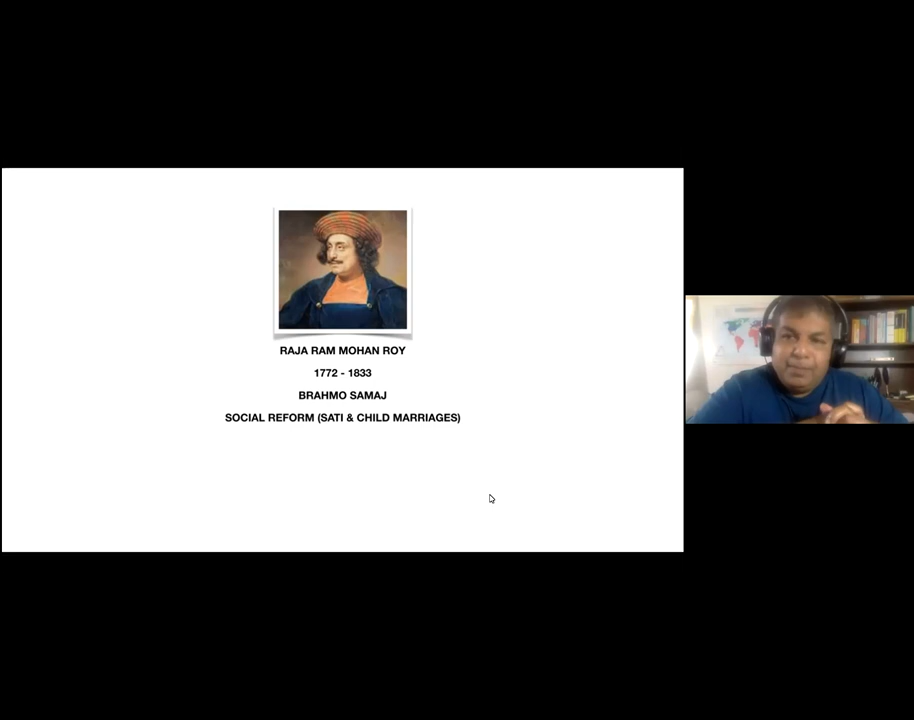 RAJA RAM MOHAN ROY
1772 - 1833
BRAHMO SAMAJ
SOCIAL REFORM (SATI & CHILD MARRIAGES)